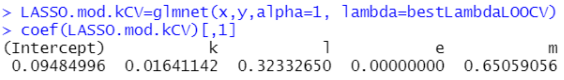 > LASSO.mod.kCV=glmnet(x,y,alpha=1, lambda=bestLambdaLOOCV)
> coef(LASSO.mod.kCV)[,1]
(Intercept) k l e m
0.09484996 0.01641142 0.32332650 0.00000000 0.65059056